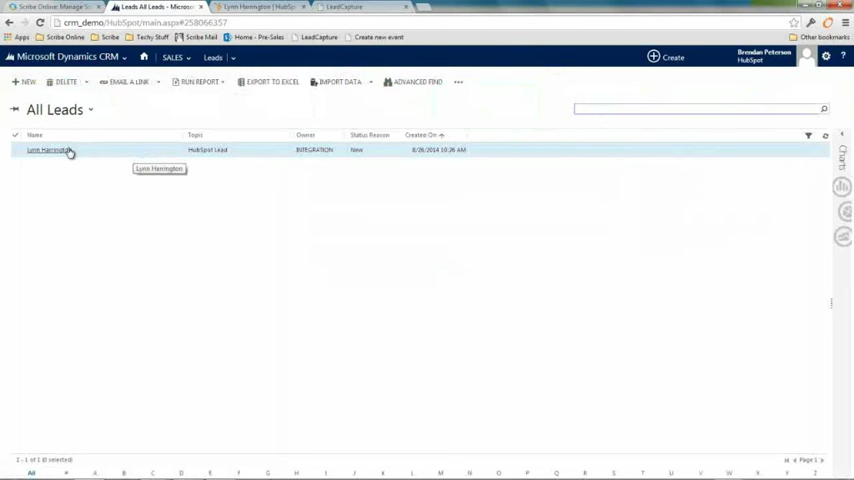 Scribe Online: Manage So
Leads All Leads - Micros
Lynn Harrington | HubSp
LeadCapture
crm_demo/HubSpot/main.aspx#258066357
Apps Scribe Online Scribe Techy Stuff Scribe Mail Home - Pre-Sales LeadCapture Create new event Other bookmarks
Microsoft Dynamics CRM SALES Leads Create Brendan Peterson
HubSpot
NEW DELETE EMAIL A LINK RUN REPORT EXPORT TO EXCEL IMPORT DATA ADVANCED FIND
All Leads
Name Topic Owner Status Reason Created On
Lynn Harrington HubSpot Lead INTEGRATION New 8/26/2014 10:26 AM
Lynn Harrington
Charts
1 - 1 of 1 (0 selected) Page 1
All # A B C D E F G H I J K L M N O P Q R S T U V W X Y Z